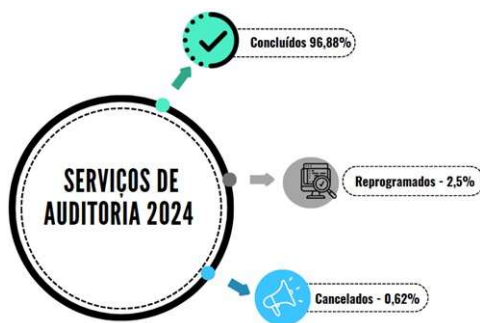 Concluídos 96,88%
SERVIÇOS DE
AUDITORIA 2024
Reprogramados - 2,5%
Cancelados - 0,62%